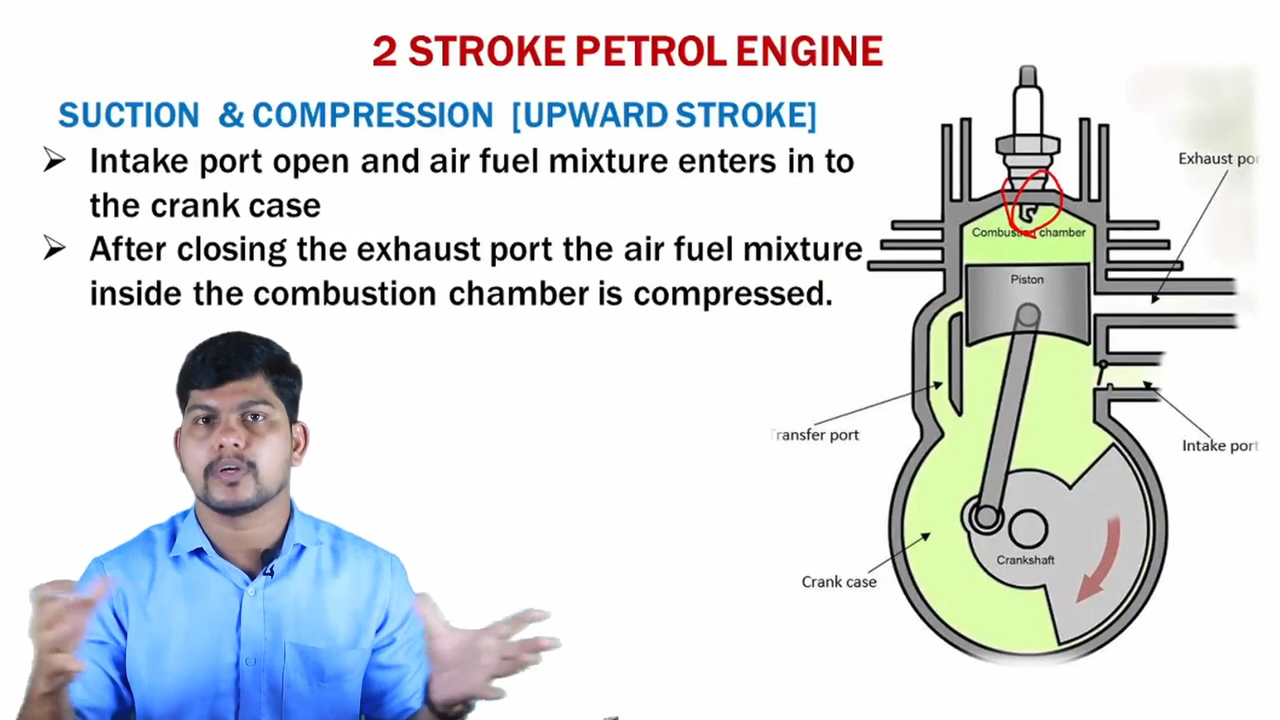 2 STROKE PETROL ENGINE
SUCTION & COMPRESSION [UPWARD STROKE]
➢ Intake port open and air fuel mixture enters in to
the crank case
➢ After closing the exhaust port the air fuel mixture
inside the combustion chamber is compressed.
Exhaust por
Combustion chamber
Piston
Transfer port
Intake port
Crankshaft
Crank case